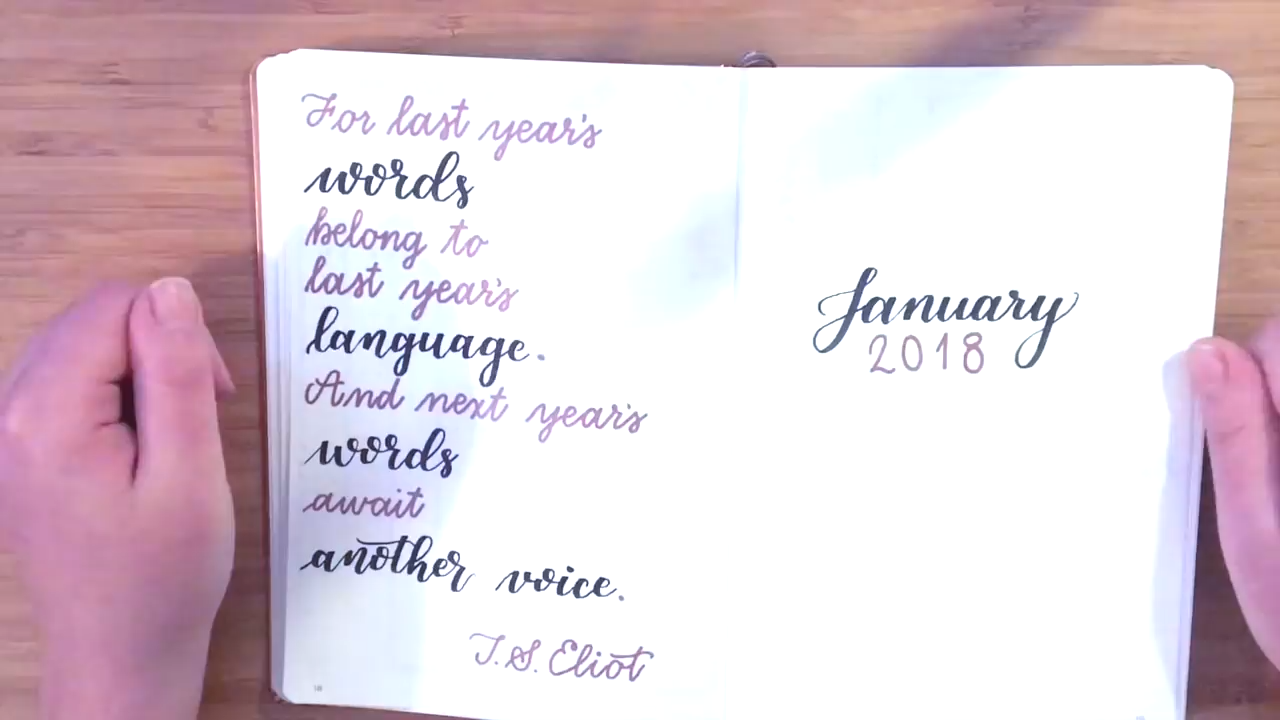 For last year's
words
belong to
last year's
language.
And next year's
words
await
another voice.
T.S. Eliot
January
2018